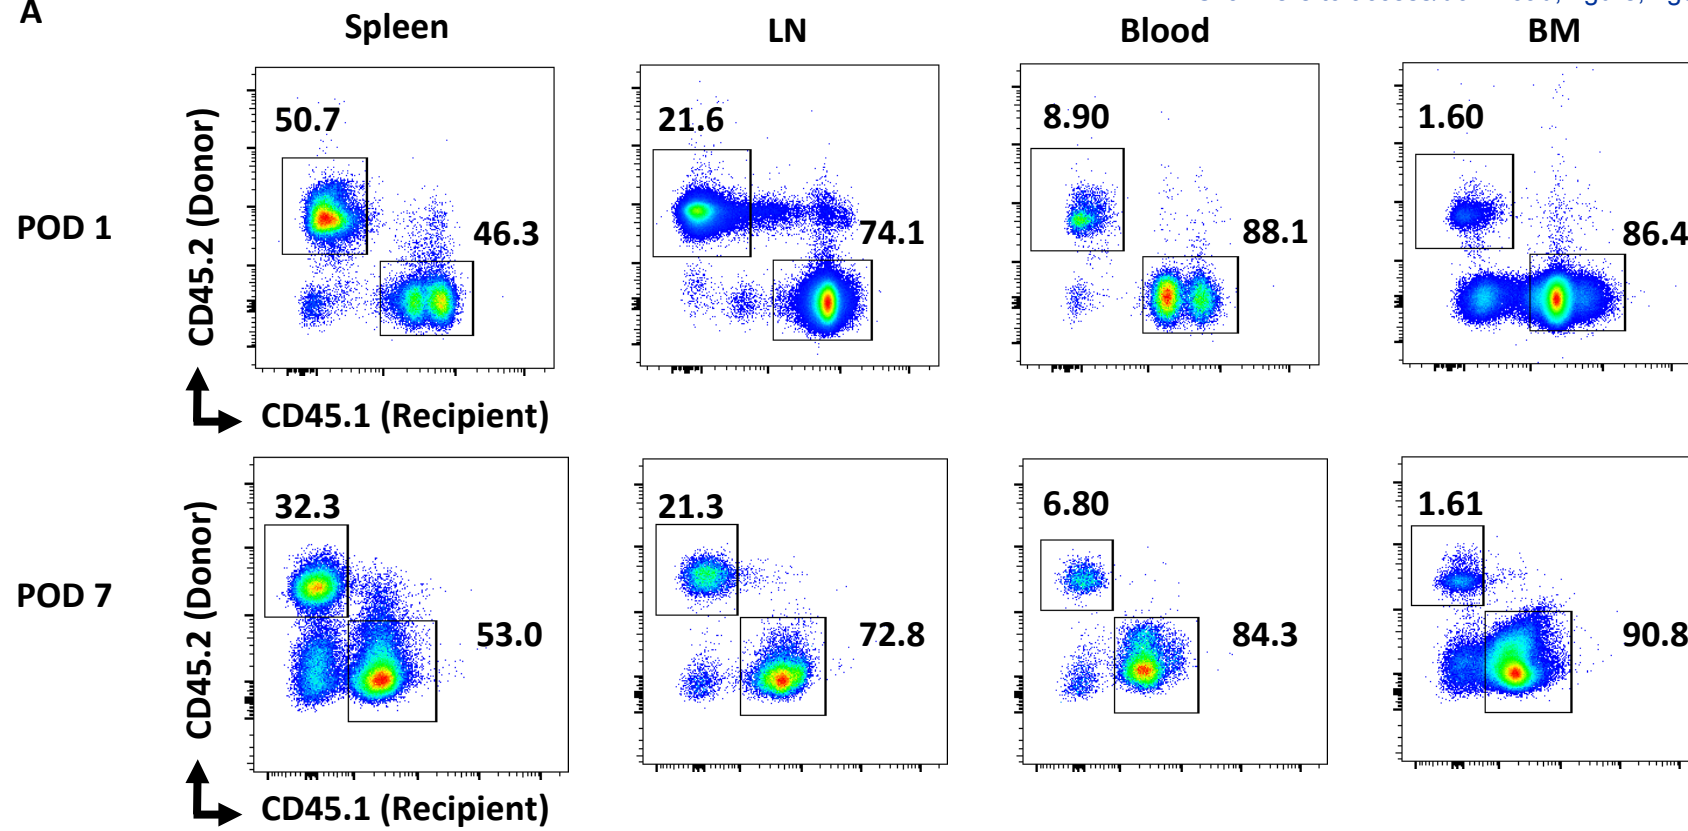 A
Spleen
LN
Blood
BM
POD 1
CD45.2 (Donor)
50.7
46.3
21.6
74.1
8.90
88.1
1.60
86.4
CD45.1 (Recipient)
POD 7
CD45.2 (Donor)
32.3
53.0
21.3
72.8
6.80
84.3
1.61
90.8
CD45.1 (Recipient)